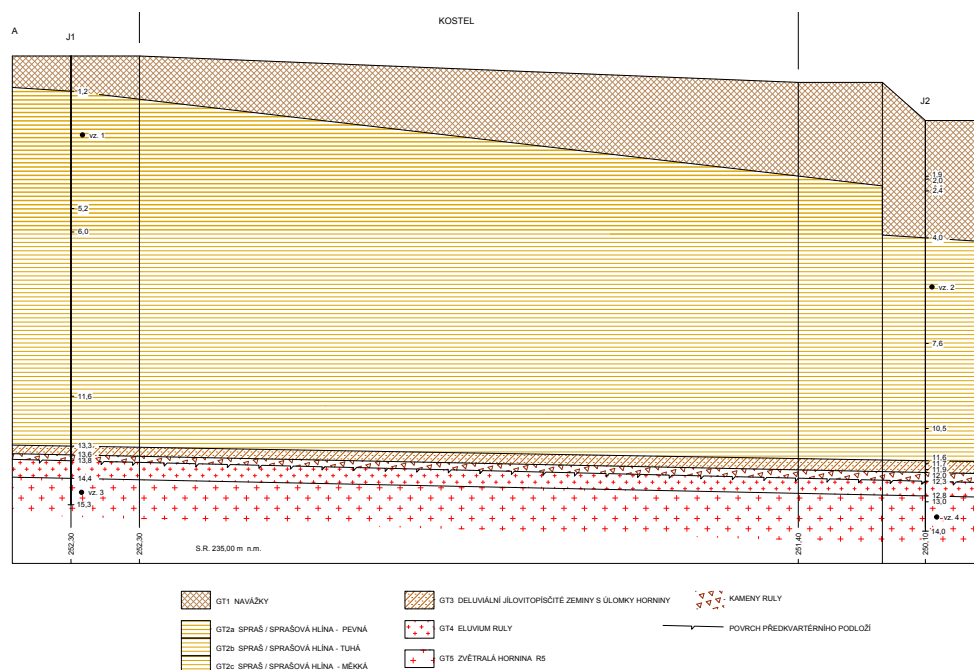 KOSTEL
A
J1
J2
1,2
vz. 1
5,2
6,0
11,6
13,3
13,6
13,8
14,4
vz. 3
15,3
1,9
2,0
2,4
4,0
vz. 2
7,6
10,5
11,6
11,9
12,0
12,3
12,8
13,0
vz. 4
14,0
252,30
252,30
S.R. 235,00 m n.m.
251,40
250,10
GT1 NAVÁŽKY
GT2a SPRAŠ / SPRAŠOVÁ HLÍNA - PEVNÁ
GT2b SPRAŠ / SPRAŠOVÁ HLÍNA - TUHÁ
GT2c SPRAŠ / SPRAŠOVÁ HLÍNA - MĚKKÁ
GT3 DELUVIÁLNÍ JÍLOVITOPÍSČITÉ ZEMINY S ÚLOMKY HORNINY
GT4 ELUVIUM RULY
GT5 ZVĚTRALÁ HORNINA R5
KAMENY RULY
POVRCH PŘEDKVARTÉRNÍHO PODLOŽÍ